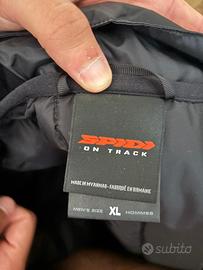 SPIDI
ON TRACK
MADE IN MYANMAR - FABRIQUÉ EN BIRMANIE
MEN'S SIZE XL HOMMES
subito